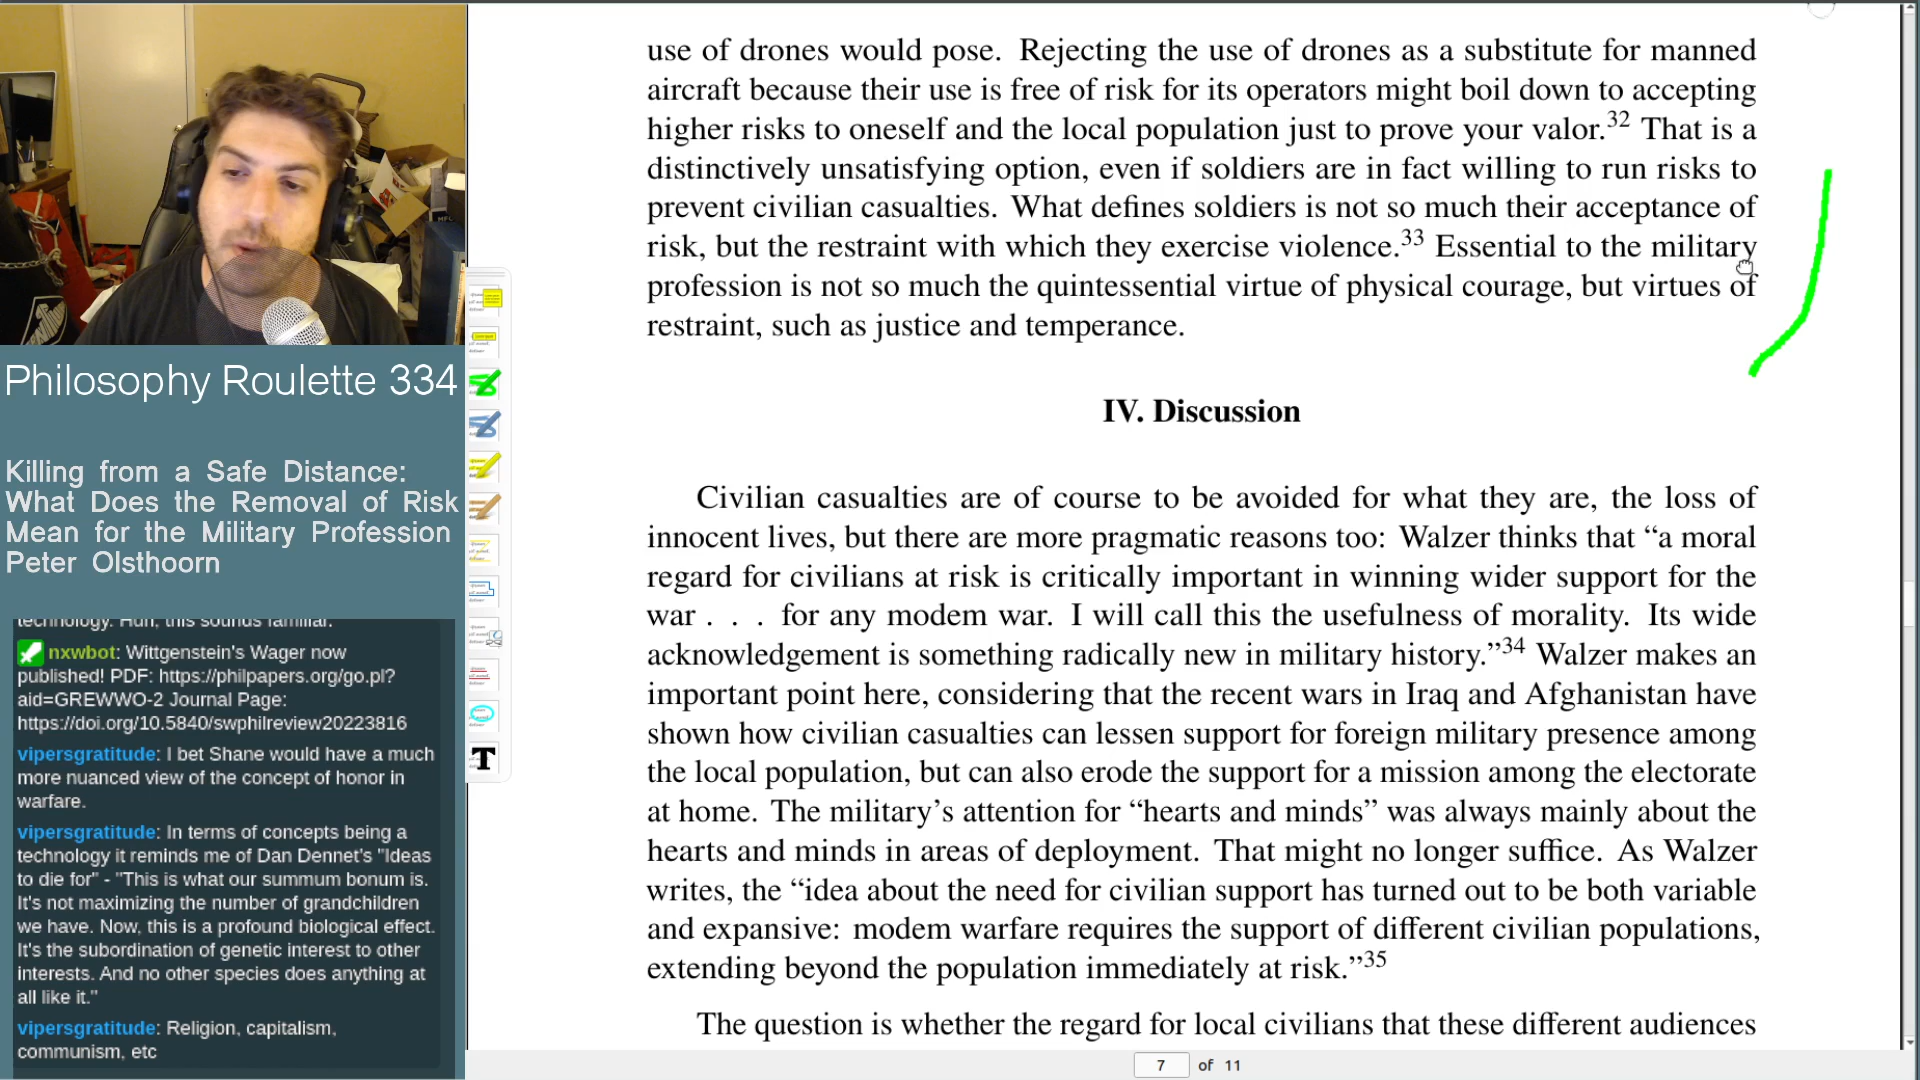 use of drones would pose. Rejecting the use of drones as a substitute for manned
aircraft because their use is free of risk for its operators might boil down to accepting
higher risks to oneself and the local population just to prove your valor.32 That is a
distinctively unsatisfying option, even if soldiers are in fact willing to run risks to
prevent civilian casualties. What defines soldiers is not so much their acceptance of
risk, but the restraint with which they exercise violence.33 Essential to the military
profession is not so much the quintessential virtue of physical courage, but virtues of
restraint, such as justice and temperance.
IV. Discussion
Civilian casualties are of course to be avoided for what they are, the loss of
innocent lives, but there are more pragmatic reasons too: Walzer thinks that “a moral
regard for civilians at risk is critically important in winning wider support for the
war . . . for any modem war. I will call this the usefulness of morality. Its wide
acknowledgement is something radically new in military history.”34 Walzer makes an
important point here, considering that the recent wars in Iraq and Afghanistan have
shown how civilian casualties can lessen support for foreign military presence among
the local population, but can also erode the support for a mission among the electorate
at home. The military’s attention for “hearts and minds” was always mainly about the
hearts and minds in areas of deployment. That might no longer suffice. As Walzer
writes, the “idea about the need for civilian support has turned out to be both variable
and expansive: modem warfare requires the support of different civilian populations,
extending beyond the population immediately at risk.”35
The question is whether the regard for local civilians that these different audiences
7 of 11
Philosophy Roulette 334
Killing from a Safe Distance:
What Does the Removal of Risk
Mean for the Military Profession
Peter Olsthoorn
technology. Huh, this sounds familiar.
nxwbot: Wittgenstein's Wager now
published! PDF: https://philpapers.org/go.pl?
aid=GREWWO-2 Journal Page:
https://doi.org/10.5840/swphilreview20223816
vipersgratitude: I bet Shane would have a much
more nuanced view of the concept of honor in
warfare.
vipersgratitude: In terms of concepts being a
technology it reminds me of Dan Dennet's "Ideas
to die for" - "This is what our summum bonum is.
It's not maximizing the number of grandchildren
we have. Now, this is a profound biological effect.
It's the subordination of genetic interest to other
interests. And no other species does anything at
all like it."
vipersgratitude: Religion, capitalism,
communism, etc
T